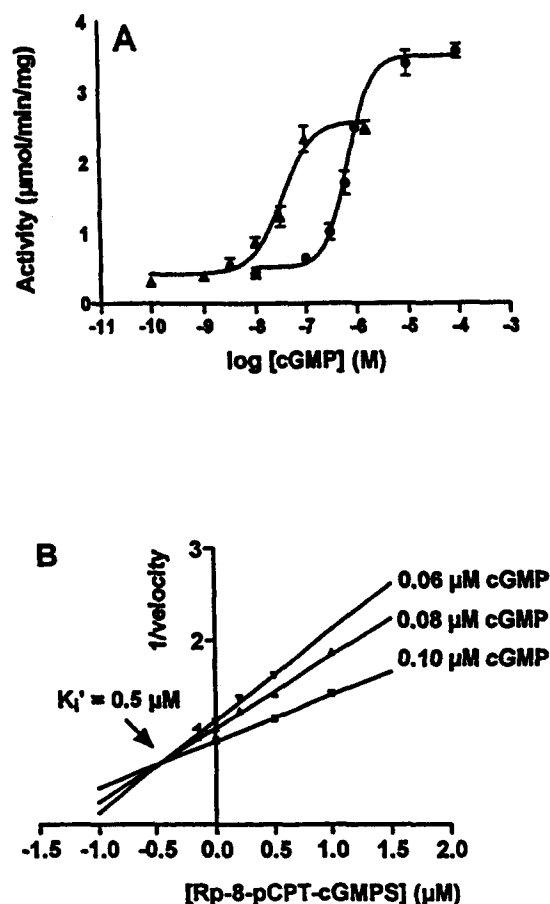 A
4
3
2
1
0
Activity (µmol/min/mg)
-11 -10 -9 -8 -7 -6 -5 -4 -3
log [cGMP] (M)
B
3
2
1
1/velocity
0.06 µM cGMP
0.08 µM cGMP
0.10 µM cGMP
Ki' = 0.5 µM
-1.5 -1.0 -0.5 0.0 0.5 1.0 1.5 2.0
[Rp-8-pCPT-cGMPS] (µM)